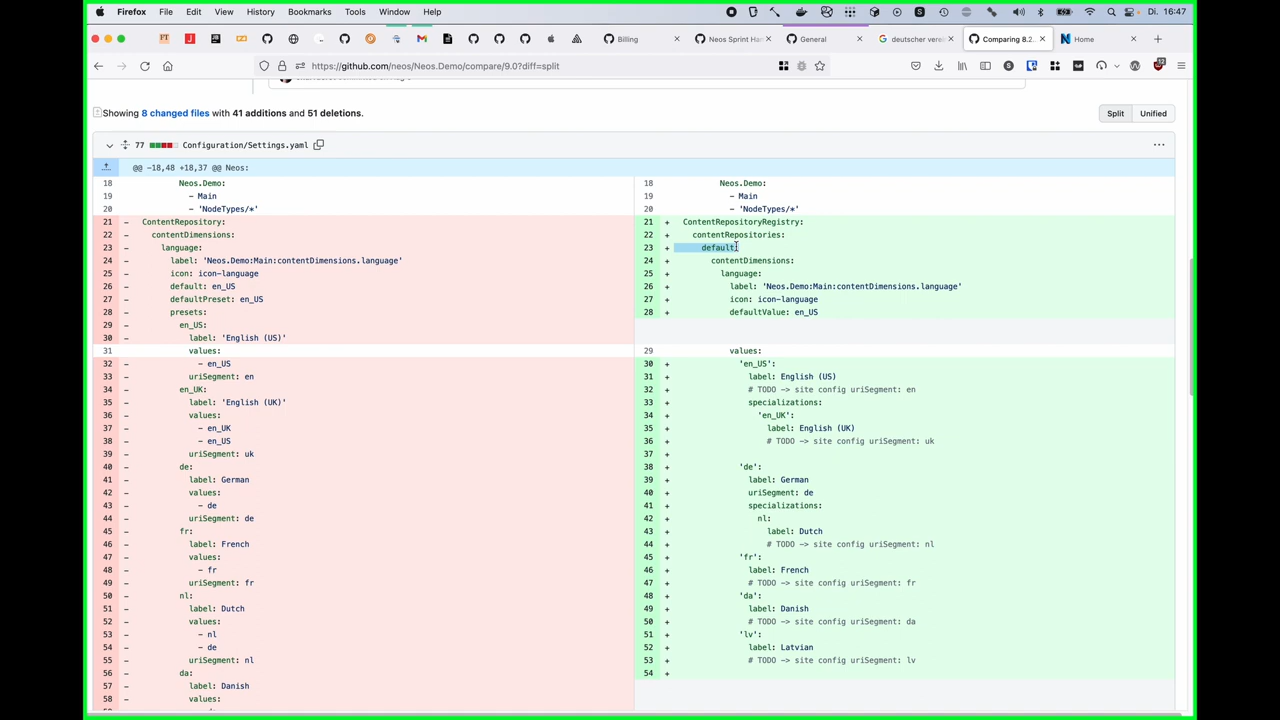 Firefox File Edit View History Bookmarks Tools Window Help Di. 16:47
Billing Neos Sprint Har General deutscher verei Comparing 8.2. Home
https://github.com/neos/Neos.Demo/compare/9.0?diff=split
Showing 8 changed files with 41 additions and 51 deletions.
Split Unified
77 Configuration/Settings.yaml
@@ -18,48 +18,37 @@ Neos:
18 Neos.Demo: 18 Neos.Demo:
19 - Main 19 - Main
20 - 'NodeTypes/*' 20 - 'NodeTypes/*'
21 - ContentRepository: 21 + ContentRepositoryRegistry:
22 - contentDimensions: 22 + contentRepositories:
23 - language: 23 + default:
24 - label: 'Neos.Demo:Main:contentDimensions.language' 24 + contentDimensions:
25 - icon: icon-language 25 + language:
26 - default: en_US 26 + label: 'Neos.Demo:Main:contentDimensions.language'
27 - defaultPreset: en_US 27 + icon: icon-language
28 - presets: 28 + defaultValue: en_US
29 - en_US:
30 - label: 'English (US)'
31 values: 29 values:
32 - - en_US 30 + 'en_US':
33 - uriSegment: en 31 + label: English (US)
34 - en_UK: 32 + # TODO -> site config uriSegment: en
35 - label: 'English (UK)' 33 + specializations:
36 - values: 34 + 'en_UK':
37 - - en_UK 35 + label: English (UK)
38 - - en_US 36 + # TODO -> site config uriSegment: uk
39 - uriSegment: uk 37 +
40 - de: 38 + 'de':
41 - label: German 39 + label: German
42 - values: 40 + uriSegment: de
43 - - de 41 + specializations:
44 - uriSegment: de 42 + nl:
45 - fr: 43 + label: Dutch
46 - label: French 44 + # TODO -> site config uriSegment: nl
47 - values: 45 + 'fr':
48 - - fr 46 + label: French
49 - uriSegment: fr 47 + # TODO -> site config uriSegment: fr
50 - nl: 48 + 'da':
51 - label: Dutch 49 + label: Danish
52 - values: 50 + # TODO -> site config uriSegment: da
53 - - nl 51 + 'lv':
54 - - de 52 + label: Latvian
55 - uriSegment: nl 53 + # TODO -> site config uriSegment: lv
56 - da: 54 +
57 - label: Danish
58 - values: